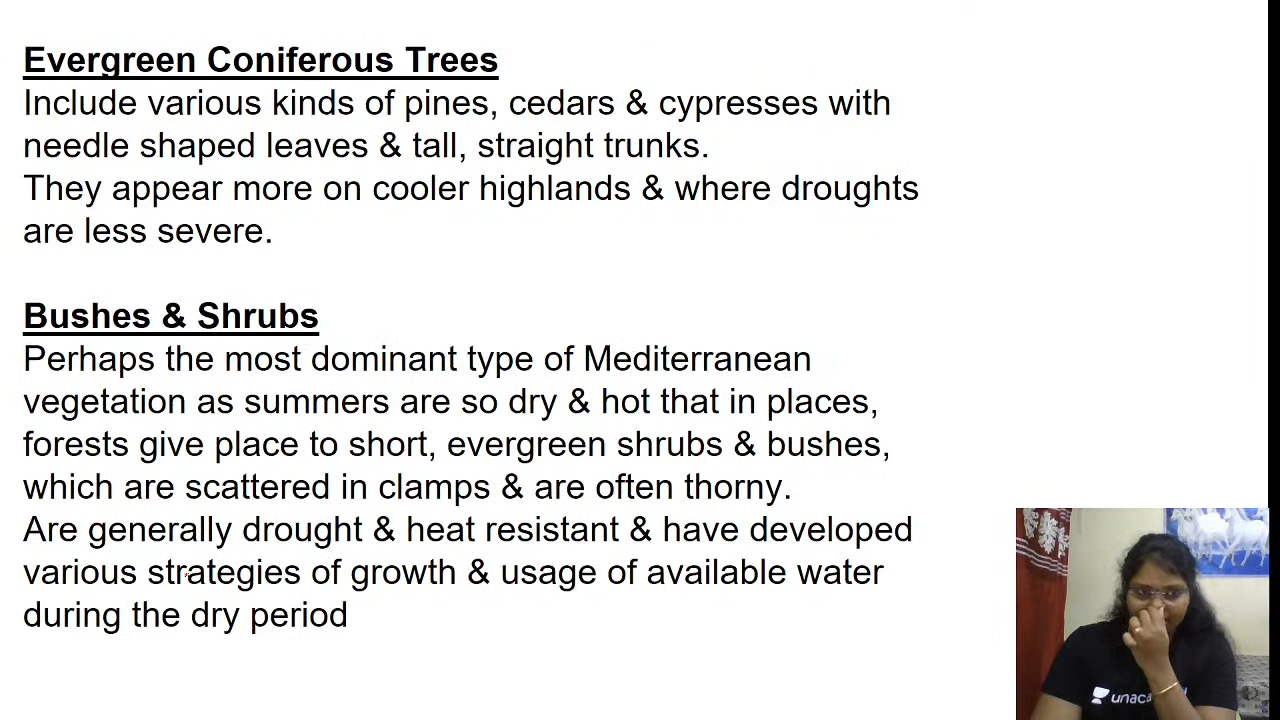 Evergreen Coniferous Trees
Include various kinds of pines, cedars & cypresses with
needle shaped leaves & tall, straight trunks.
They appear more on cooler highlands & where droughts
are less severe.
Bushes & Shrubs
Perhaps the most dominant type of Mediterranean
vegetation as summers are so dry & hot that in places,
forests give place to short, evergreen shrubs & bushes,
which are scattered in clamps & are often thorny.
Are generally drought & heat resistant & have developed
various strategies of growth & usage of available water
during the dry period